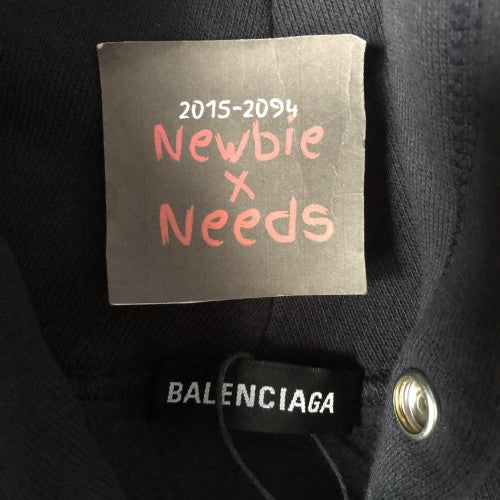 2015-2094
Newbie
x
Needs
BALENCIAGA